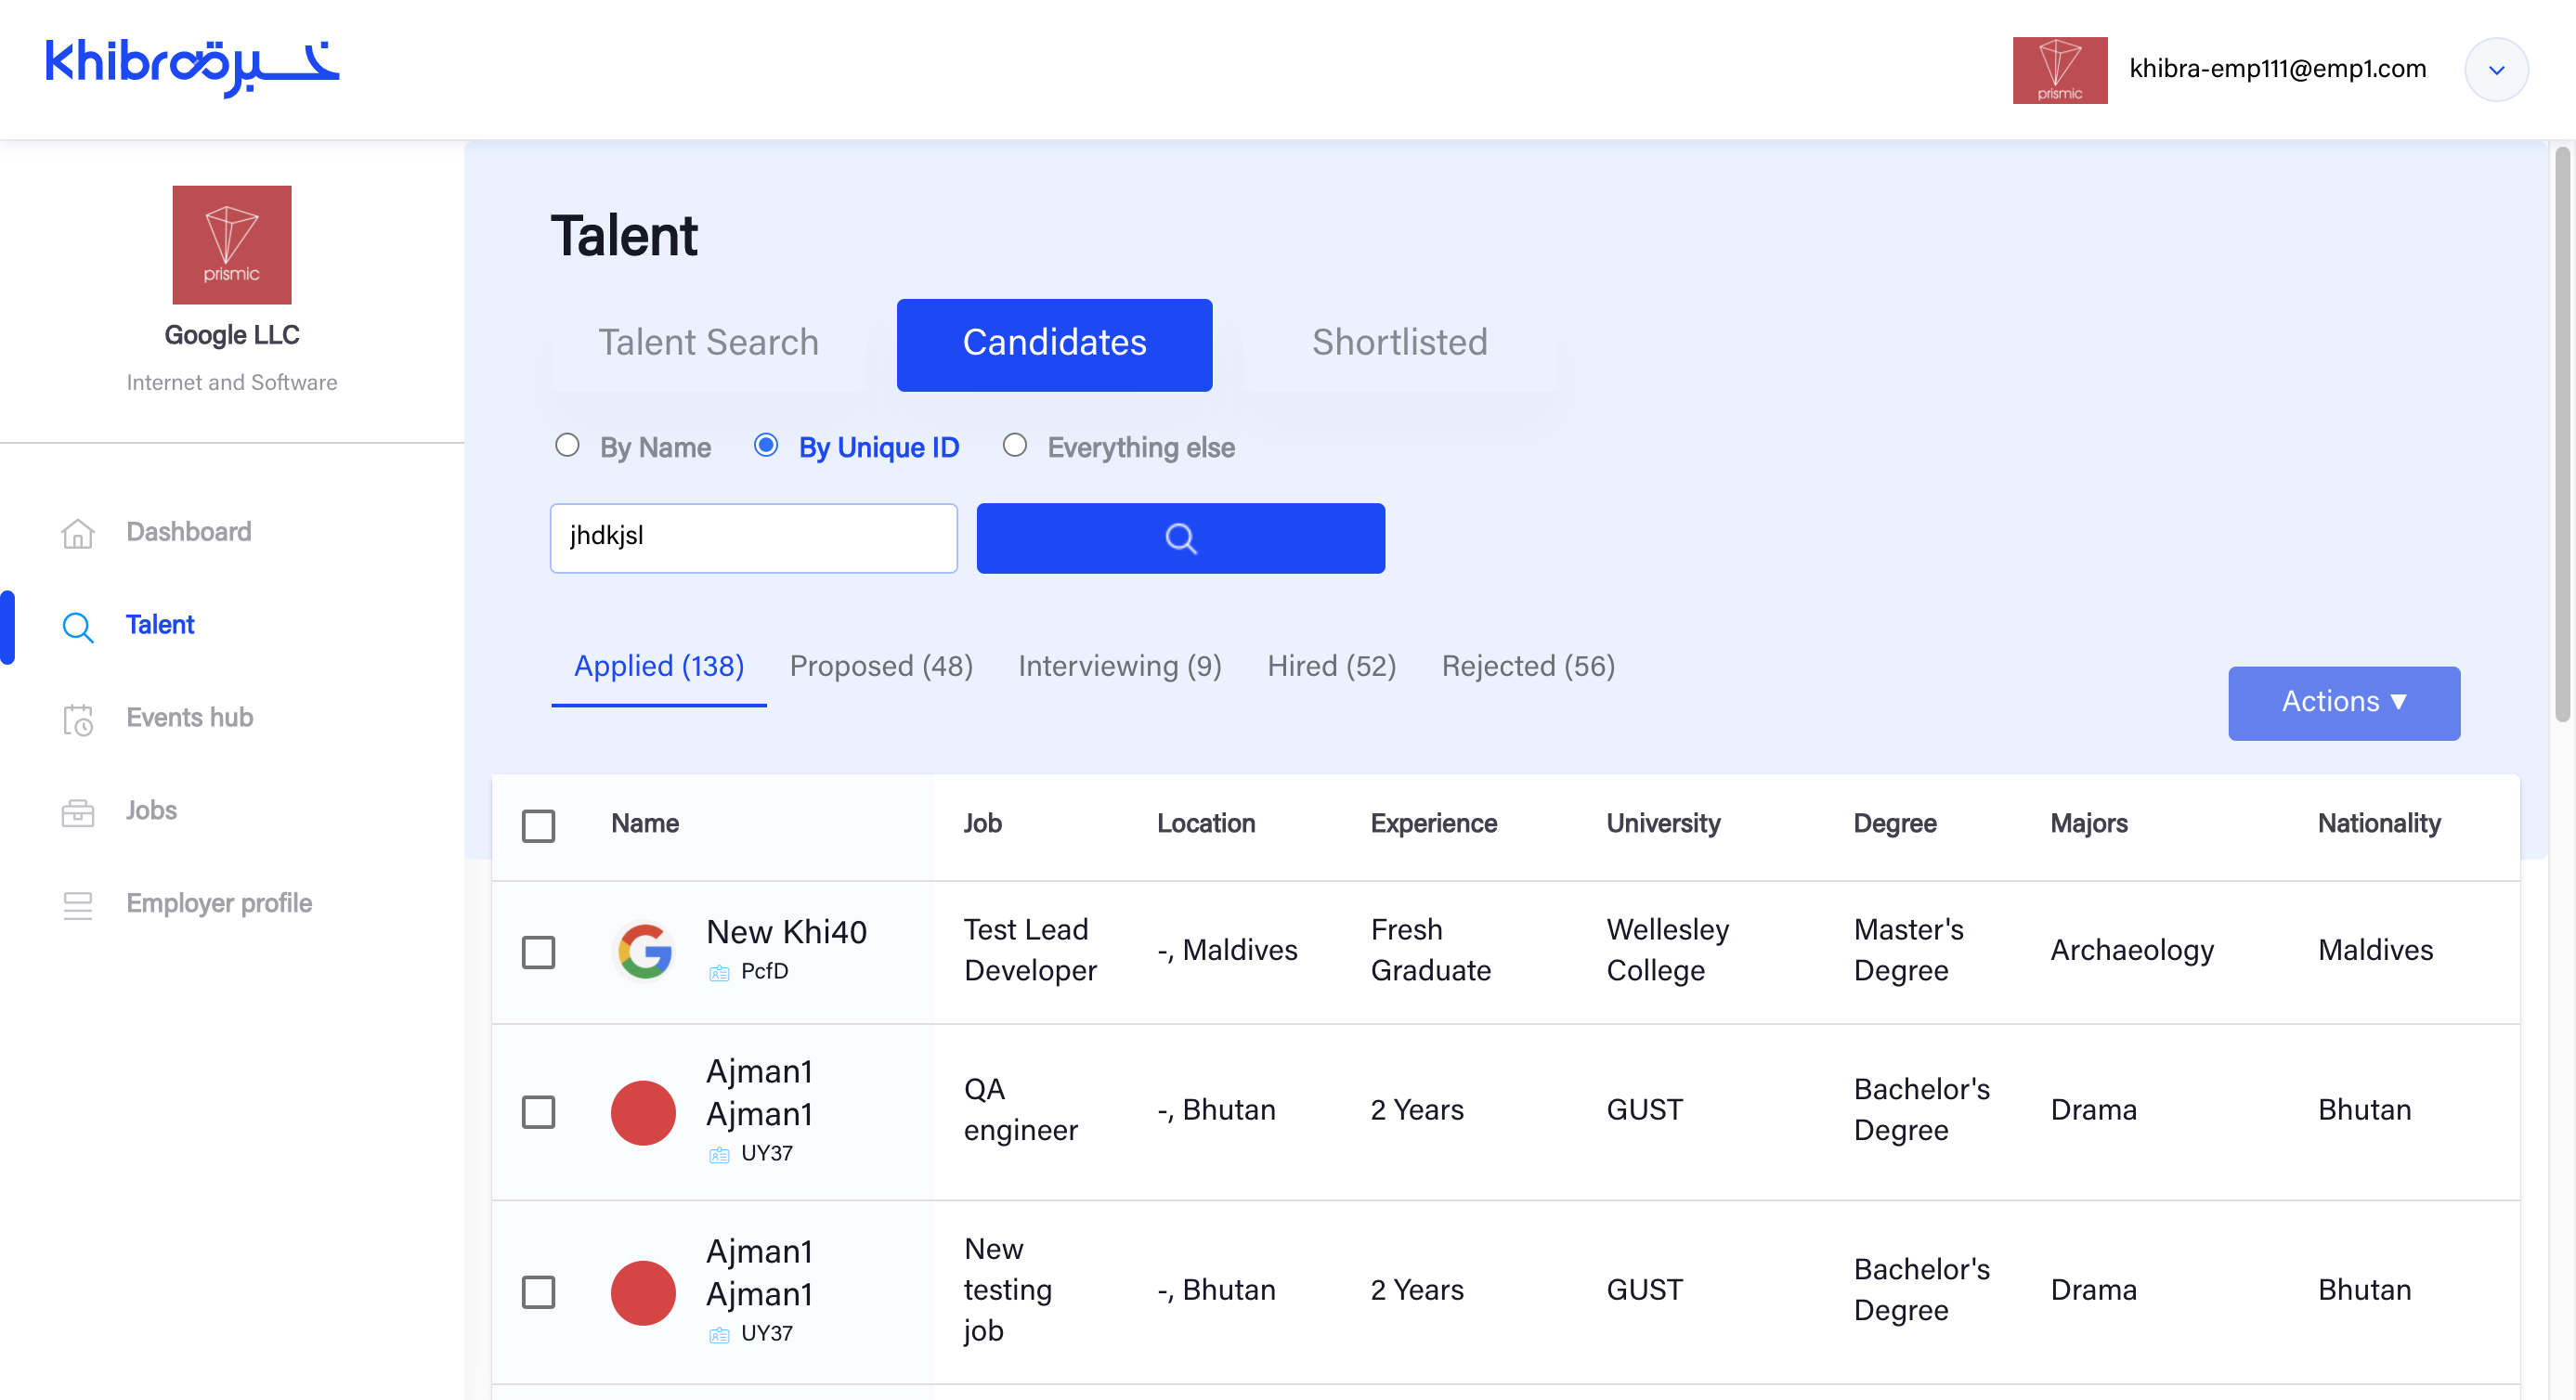 khibra خبرة
prismic
khibra-emp111@emp1.com
prismic
Google LLC
Internet and Software
Dashboard
Talent
Events hub
Jobs
Employer profile
Talent
Talent Search
Candidates
Shortlisted
By Name
By Unique ID
Everything else
jhdkjsl
Applied (138)
Proposed (48)
Interviewing (9)
Hired (52)
Rejected (56)
Actions ▼
Name Job Location Experience University Degree Majors Nationality
New Khi40
PcfD
Test Lead
Developer
-, Maldives
Fresh
Graduate
Wellesley
College
Master's
Degree
Archaeology
Maldives
Ajman1
Ajman1
UY37
QA
engineer
-, Bhutan
2 Years
GUST
Bachelor's
Degree
Drama
Bhutan
Ajman1
Ajman1
UY37
New
testing
job
-, Bhutan
2 Years
GUST
Bachelor's
Degree
Drama
Bhutan